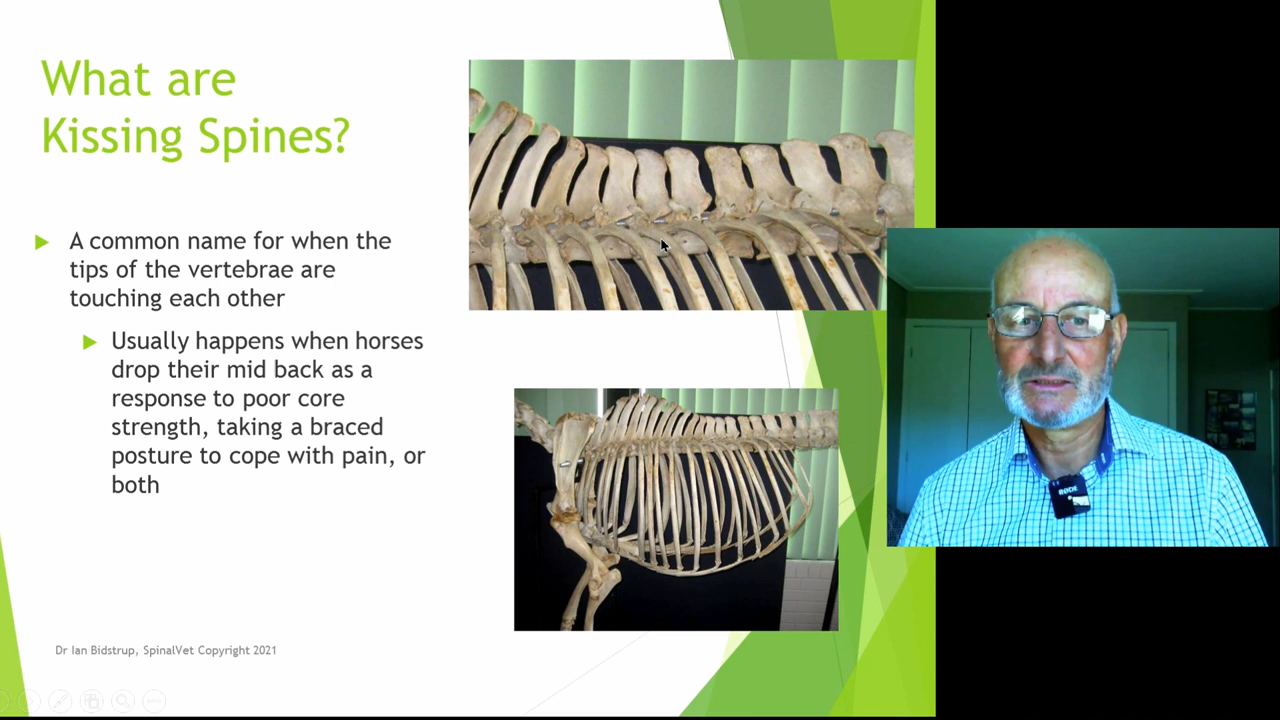 What are
Kissing Spines?
A common name for when the
tips of the vertebrae are
touching each other
Usually happens when horses
drop their mid back as a
response to poor core
strength, taking a braced
posture to cope with pain, or
both
Dr Ian Bidstrup, SpinalVet Copyright 2021
RØDE